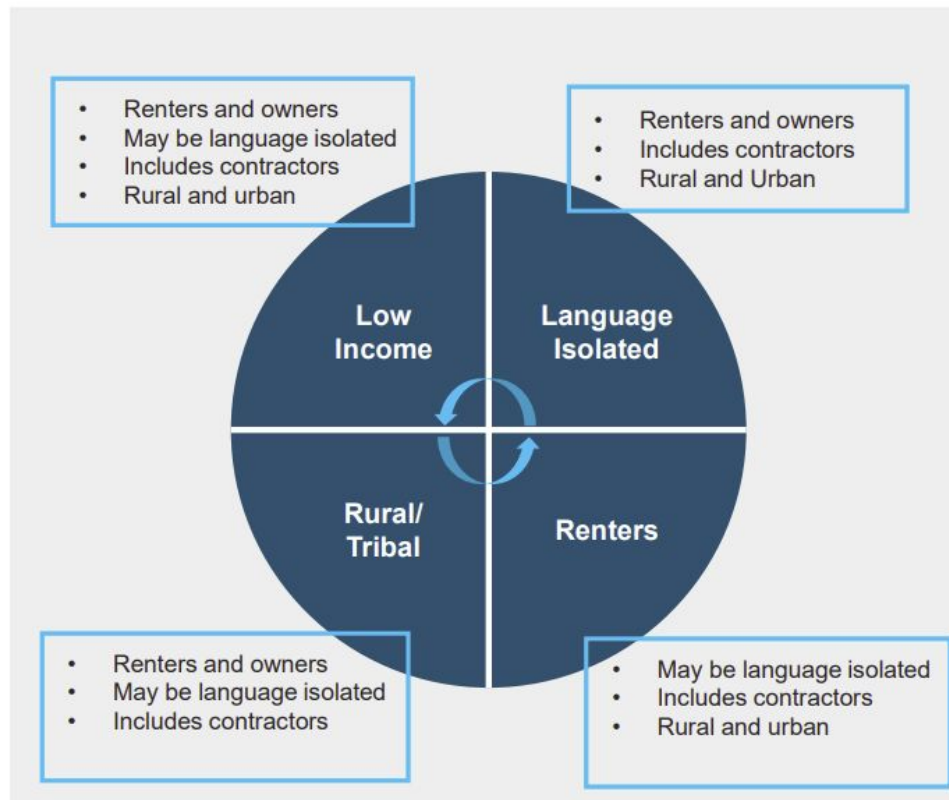 • Renters and owners
• May be language isolated
• Includes contractors
• Rural and urban
• Renters and owners
• Includes contractors
• Rural and Urban
Low
Income
Language
Isolated
Rural/
Tribal
Renters
• Renters and owners
• May be language isolated
• Includes contractors
• May be language isolated
• Includes contractors
• Rural and urban